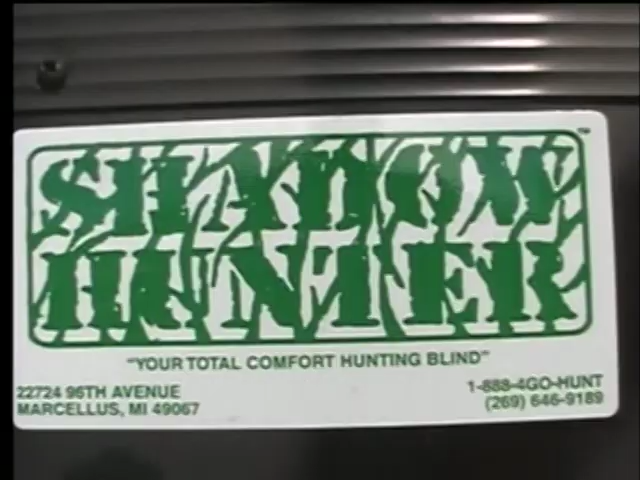 SHADOW
HUNTER
™
"YOUR TOTAL COMFORT HUNTING BLIND"
22724 96TH AVENUE
MARCELLUS, MI 49067
1-888-4GO-HUNT
(269) 646-9189